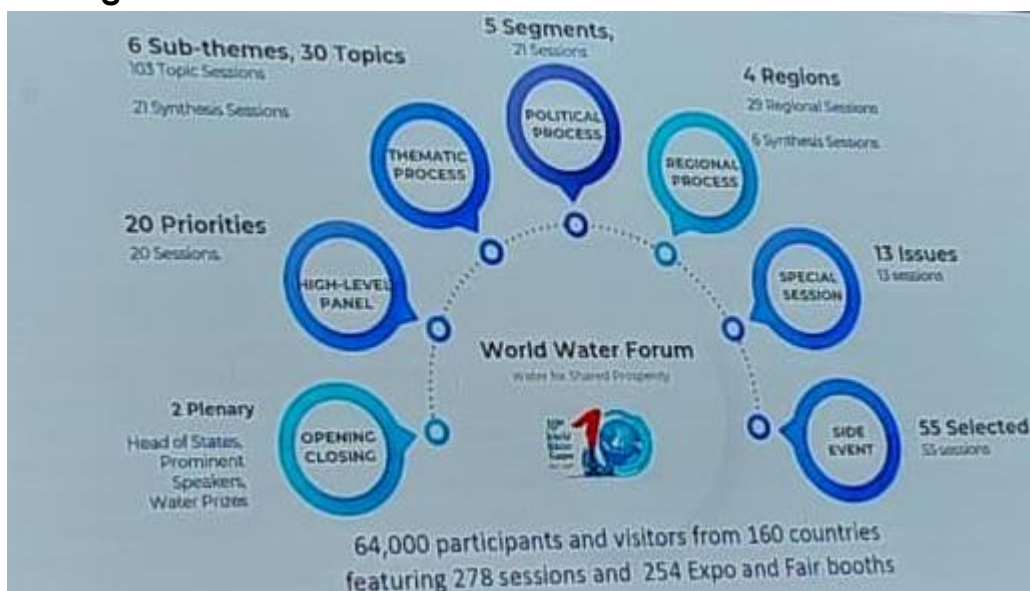 5 Segments,
21 Sessions
6 Sub-themes, 30 Topics
103 Topic Sessions
21 Synthesis Sessions
4 Regions
29 Regional Sessions
6 Synthesis Sessions
POLITICAL
PROCESS
THEMATIC
PROCESS
REGIONAL
PROCESS
20 Priorities
20 Sessions
HIGH-LEVEL
PANEL
13 Issues
13 sessions
SPECIAL
SESSION
World Water Forum
Water for Shared Prosperity
2 Plenary
Head of States,
Prominent
Speakers,
Water Prizes
OPENING
CLOSING
10
SIDE
EVENT
55 Selected
55 sessions
64,000 participants and visitors from 160 countries
featuring 278 sessions and 254 Expo and Fair booths